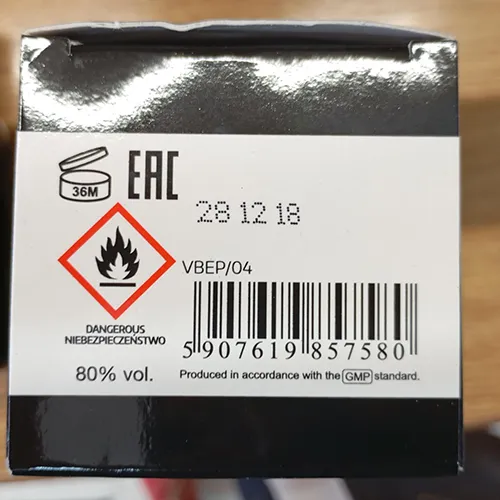 36M
EAC
28 12 18
VBEP/04
DANGEROUS
NIEBEZPIECZEŃSTWO
5 907619 857580
80% vol.
Produced in accordance with the GMP standard.